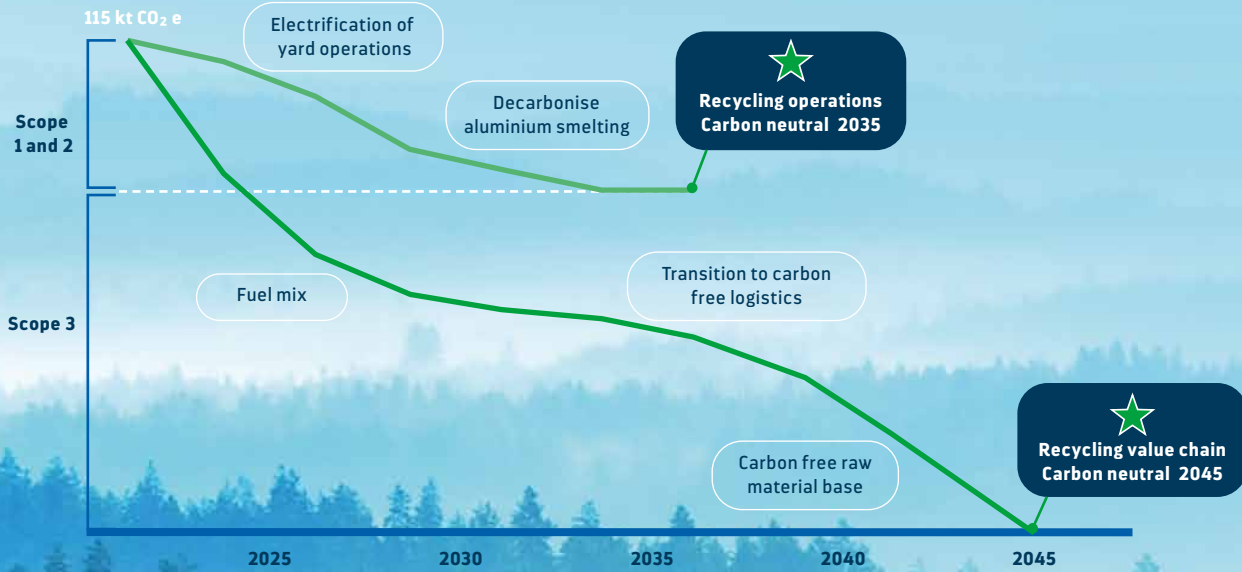 115 kt CO₂ e
Electrification of
yard operations
Scope
1 and 2
Decarbonise
aluminium smelting
Recycling operations
Carbon neutral 2035
Fuel mix
Transition to carbon
free logistics
Scope 3
Carbon free raw
material base
Recycling value chain
Carbon neutral 2045
2025
2030
2035
2040
2045